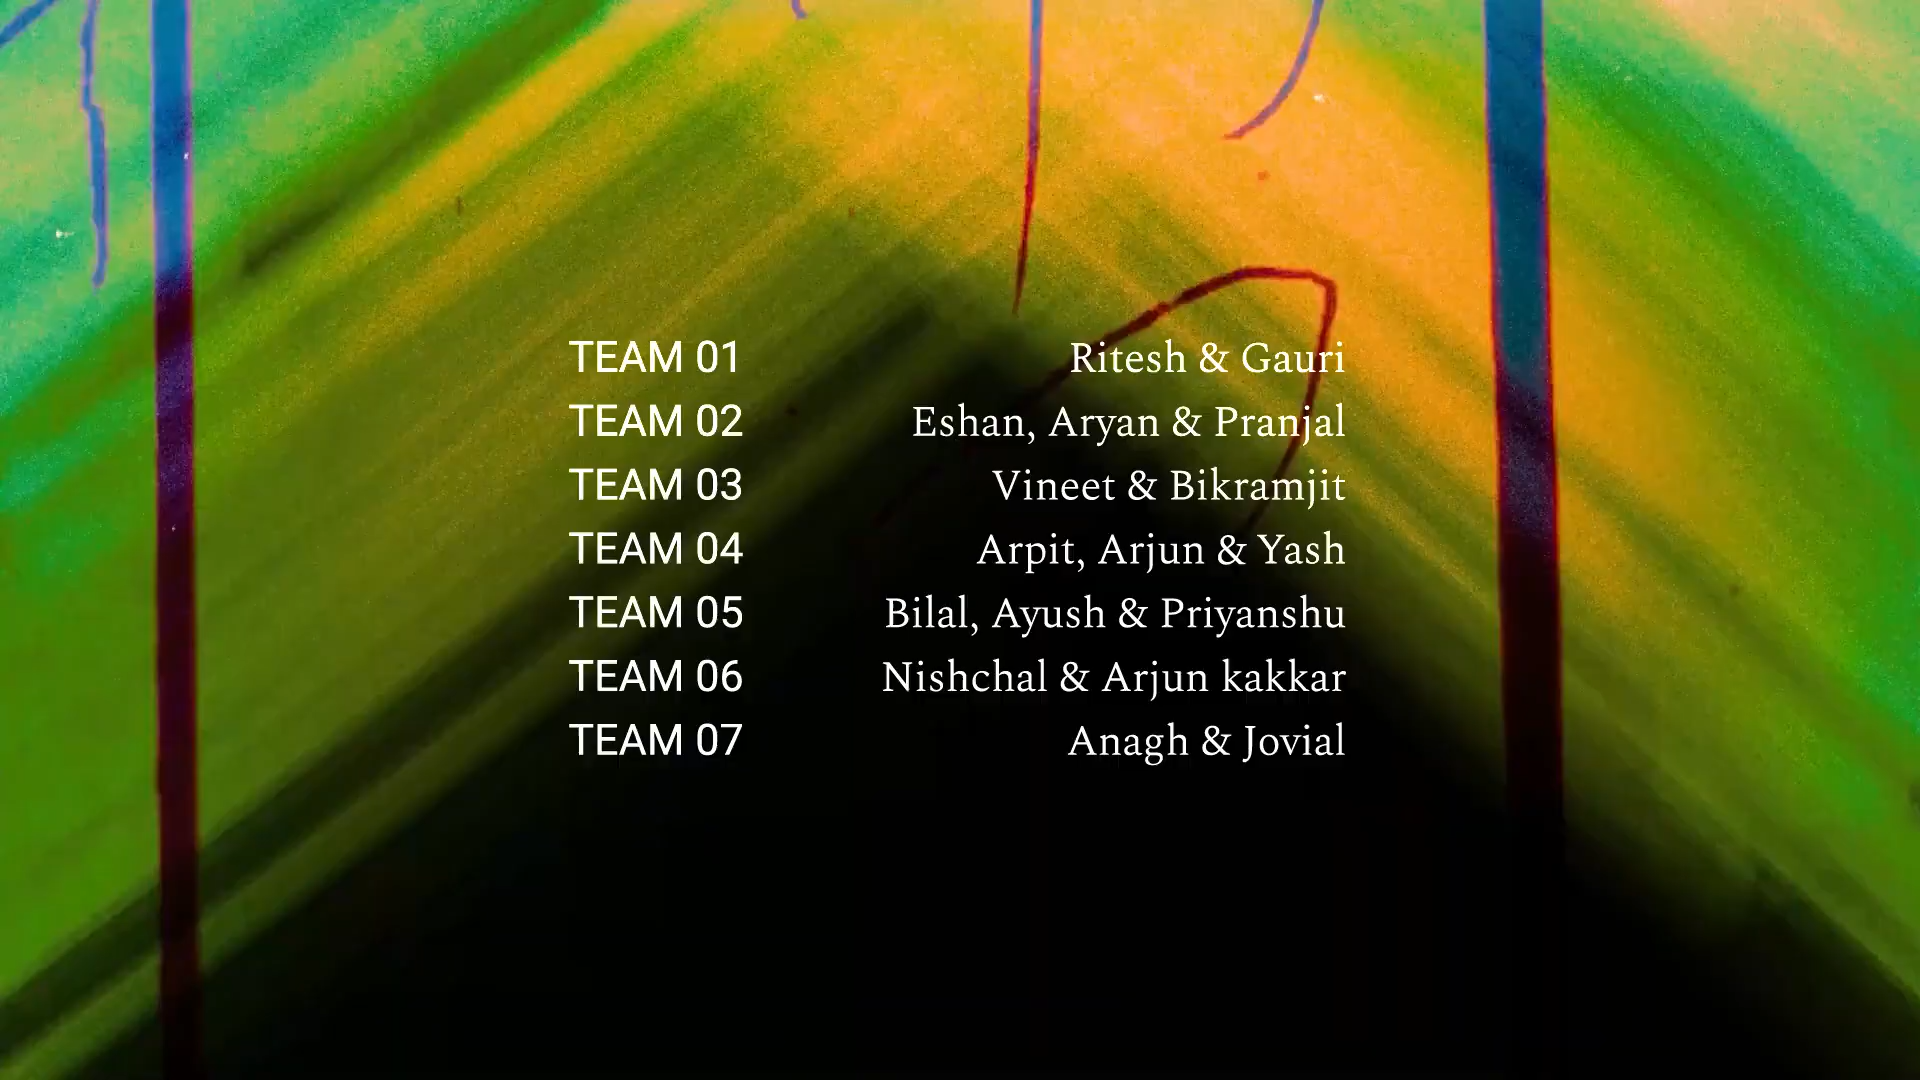 TEAM 01 Ritesh & Gauri
TEAM 02 Eshan, Aryan & Pranjal
TEAM 03 Vineet & Bikramjit
TEAM 04 Arpit, Arjun & Yash
TEAM 05 Bilal, Ayush & Priyanshu
TEAM 06 Nishchal & Arjun kakkar
TEAM 07 Anagh & Jovial